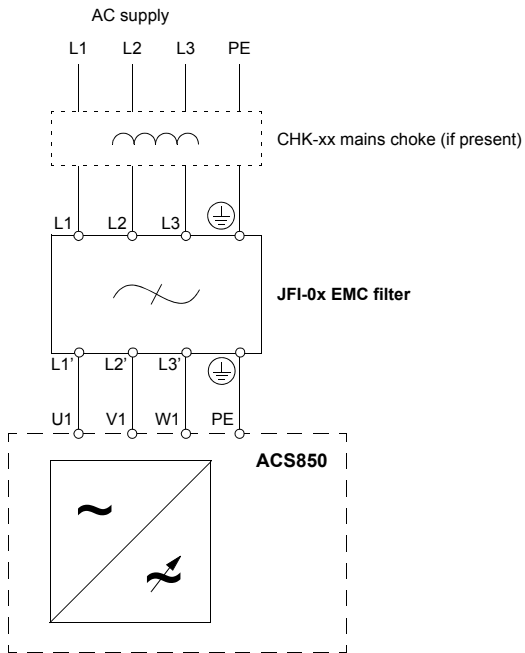 AC supply
L1 L2 L3 PE
CHK-xx mains choke (if present)
L1 L2 L3
JFI-0x EMC filter
L1’ L2’ L3’
U1 V1 W1 PE
ACS850